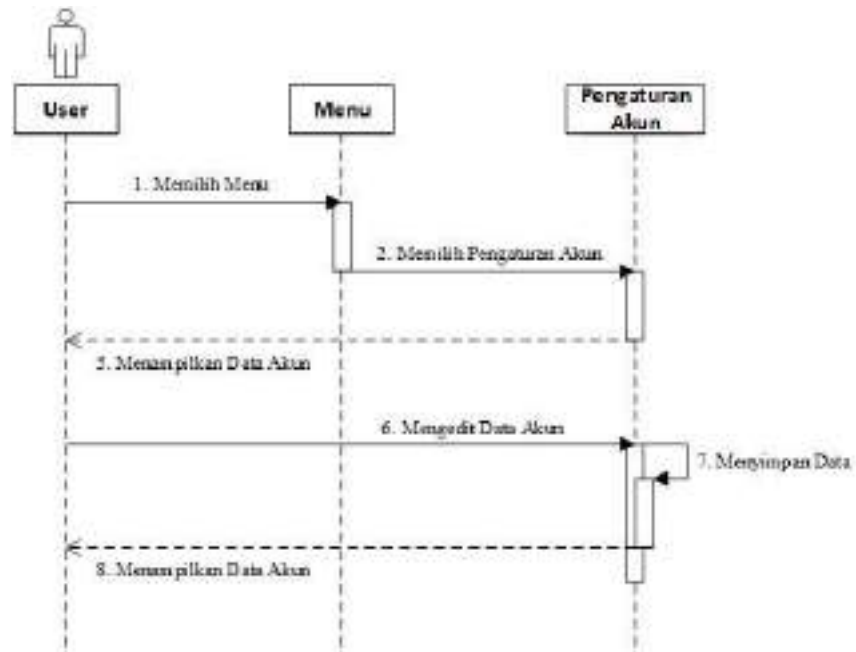 User
Menu
Pengaturan
Akun
1. Memilih Menu
2. Memilih Pengaturan Akun
5. Menampilkan Data Akun
6. Mengedit Data Akun
7. Menyimpan Data
8. Menampilkan Data Akun